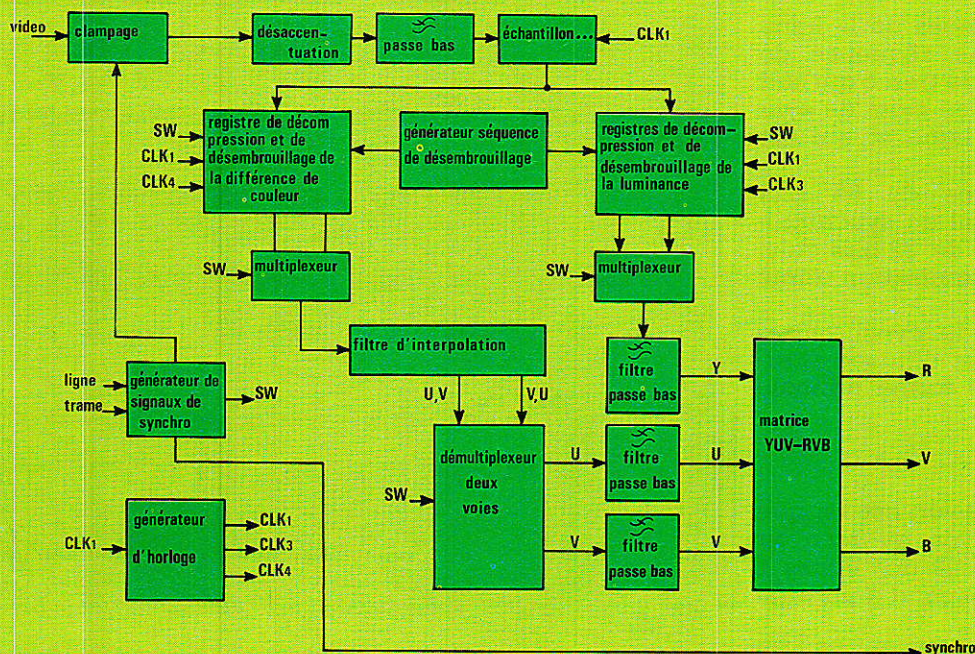 video
clampage
désaccen-
tuation
passe bas
échantillon...
CLK1
SW
CLK1
CLK4
registre de décom
pression et de
désembrouillage de
la différence de
couleur
générateur séquence
de désembrouillage
registres de décom-
pression et de
désembrouillage de
la luminance
SW
CLK1
CLK3
SW
multiplexeur
SW
multiplexeur
filtre d'interpolation
ligne
trame
générateur de
signaux de
synchro
SW
U,V
V,U
filtre
passe bas
Y
R
matrice
YUV-RVB
démultiplexeur
deux
voies
SW
U
filtre
passe bas
U
V
V
filtre
passe bas
V
B
CLK1
générateur
d'horloge
CLK1
CLK3
CLK4
synchro